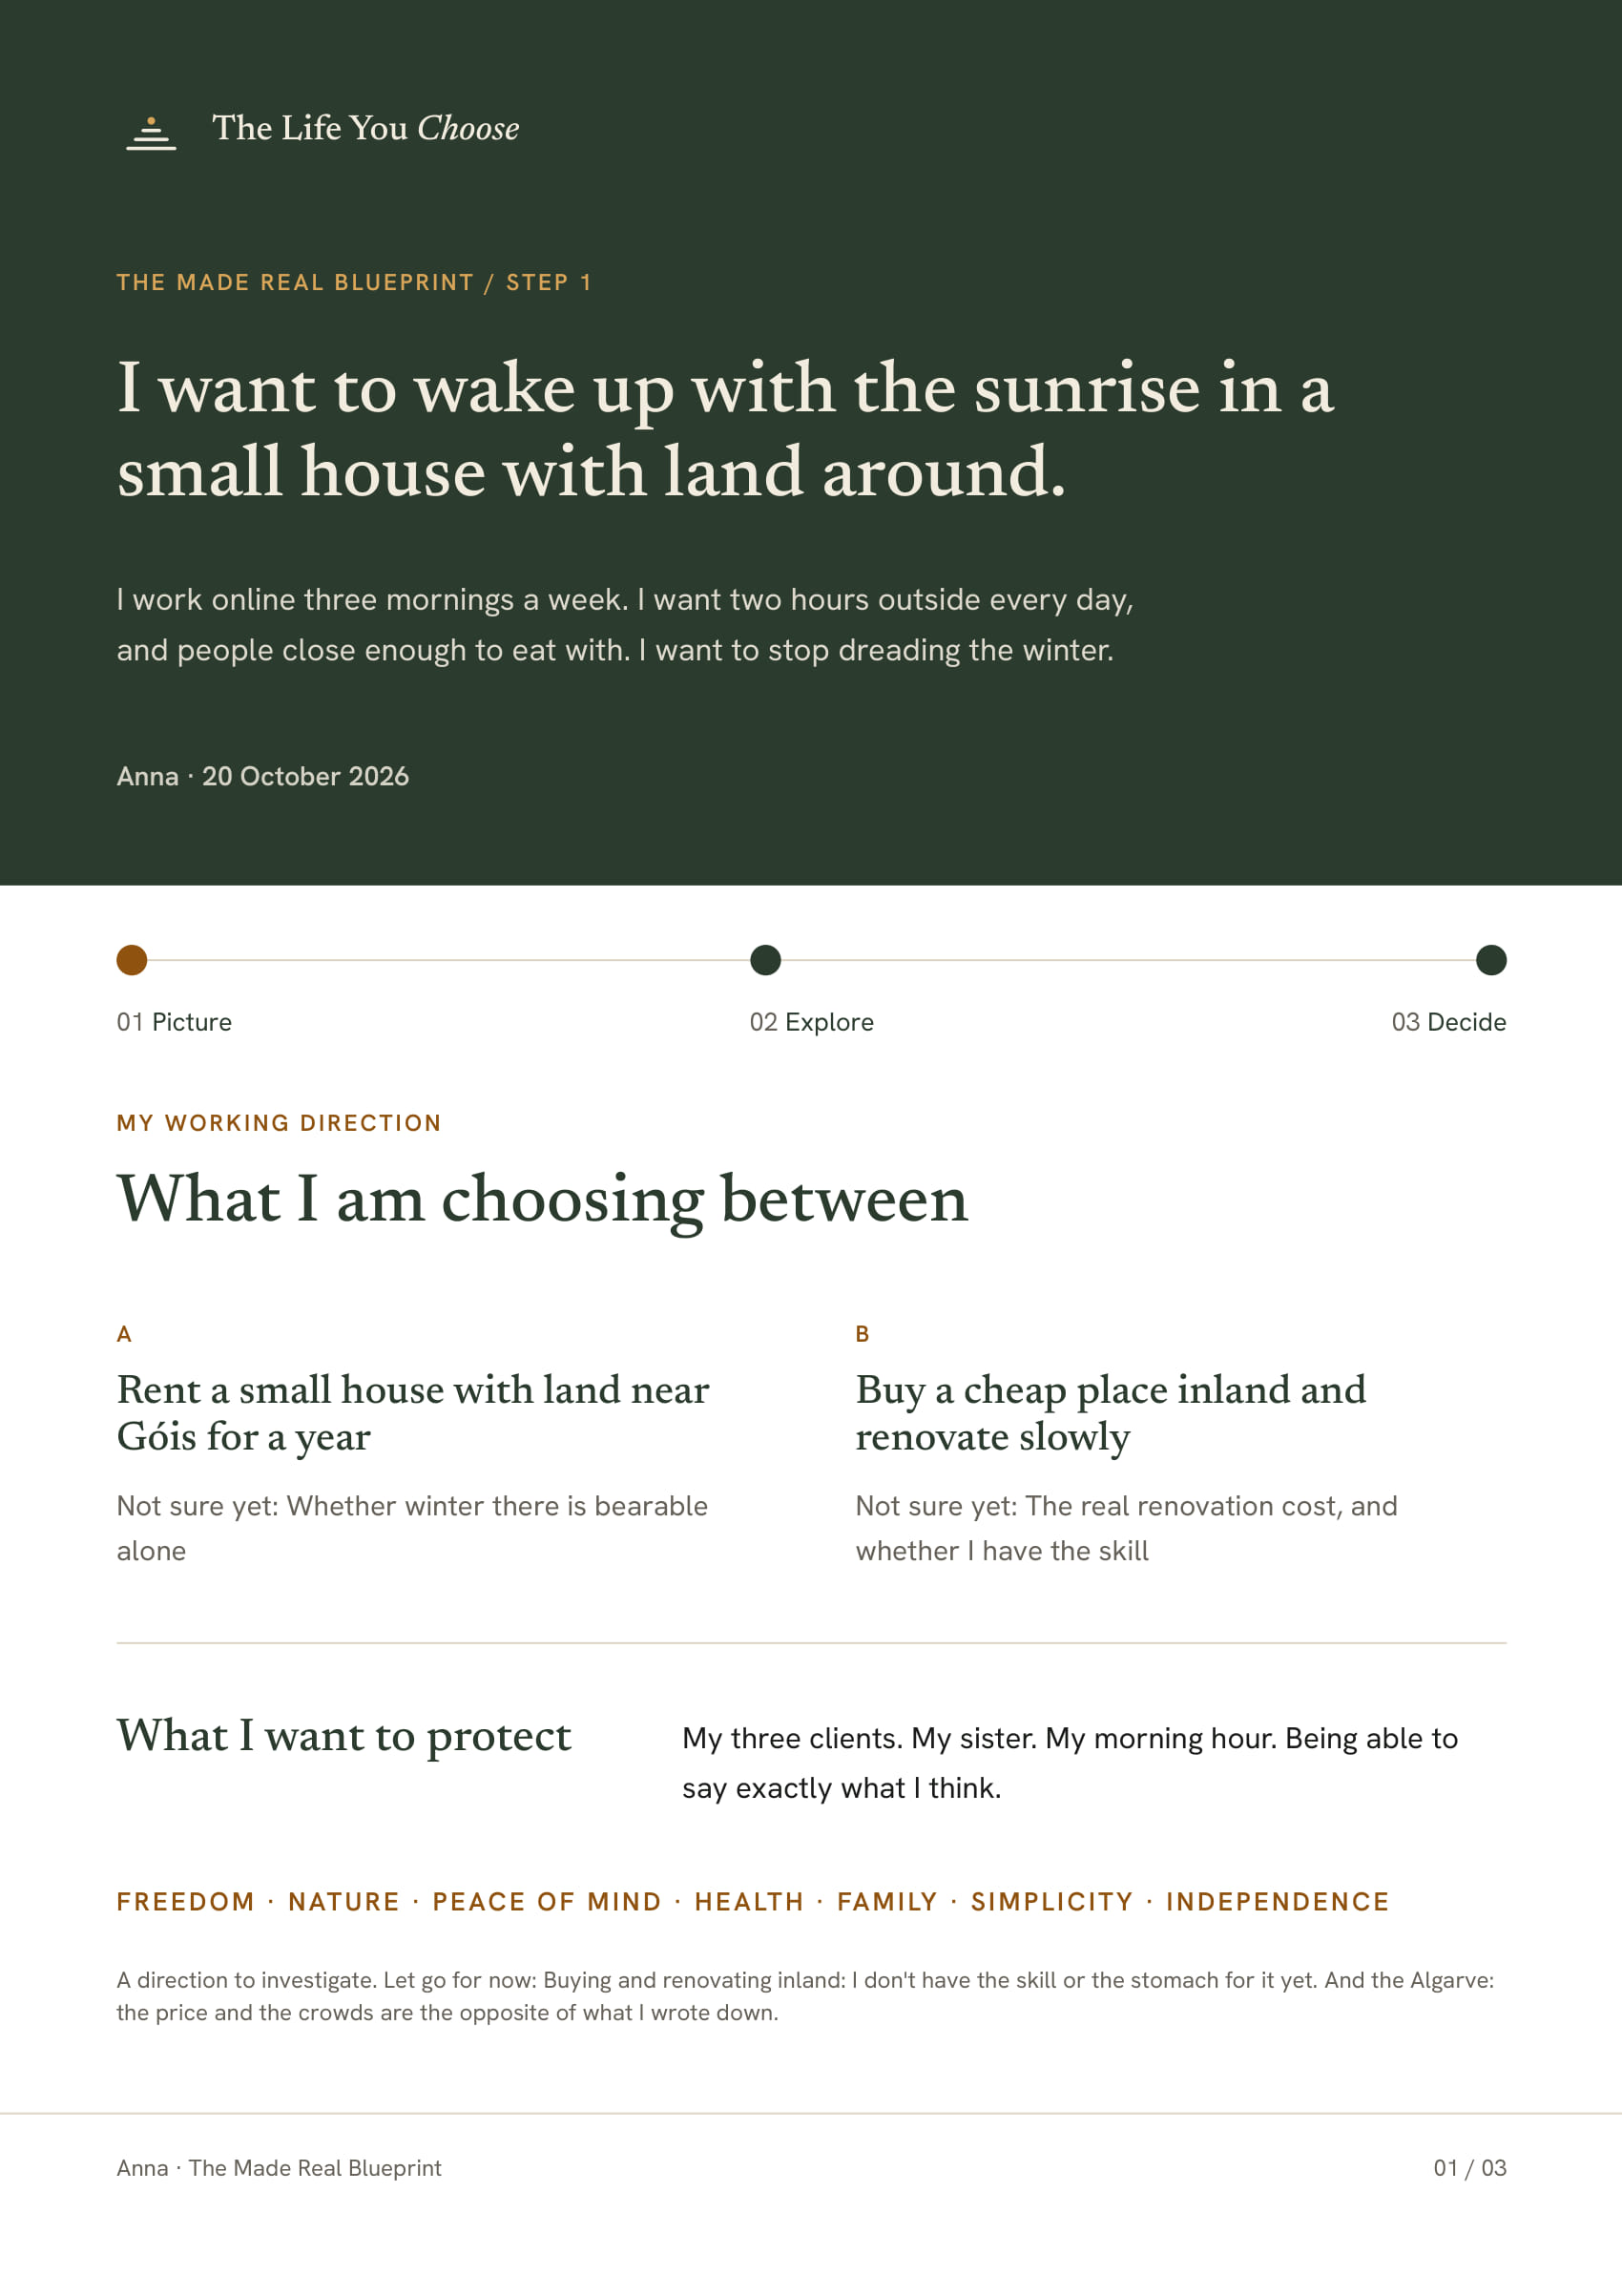 The Life You Choose
THE MADE REAL BLUEPRINT / STEP 1
I want to wake up with the sunrise in a
small house with land around.
I work online three mornings a week. I want two hours outside every day,
and people close enough to eat with. I want to stop dreading the winter.
Anna · 20 October 2026
01 Picture
02 Explore
03 Decide
MY WORKING DIRECTION
What I am choosing between
A
Rent a small house with land near
Góis for a year
Not sure yet: Whether winter there is bearable
alone
B
Buy a cheap place inland and
renovate slowly
Not sure yet: The real renovation cost, and
whether I have the skill
What I want to protect
My three clients. My sister. My morning hour. Being able to
say exactly what I think.
FREEDOM · NATURE · PEACE OF MIND · HEALTH · FAMILY · SIMPLICITY · INDEPENDENCE
A direction to investigate. Let go for now: Buying and renovating inland: I don't have the skill or the stomach for it yet. And the Algarve:
the price and the crowds are the opposite of what I wrote down.
Anna · The Made Real Blueprint
01 / 03